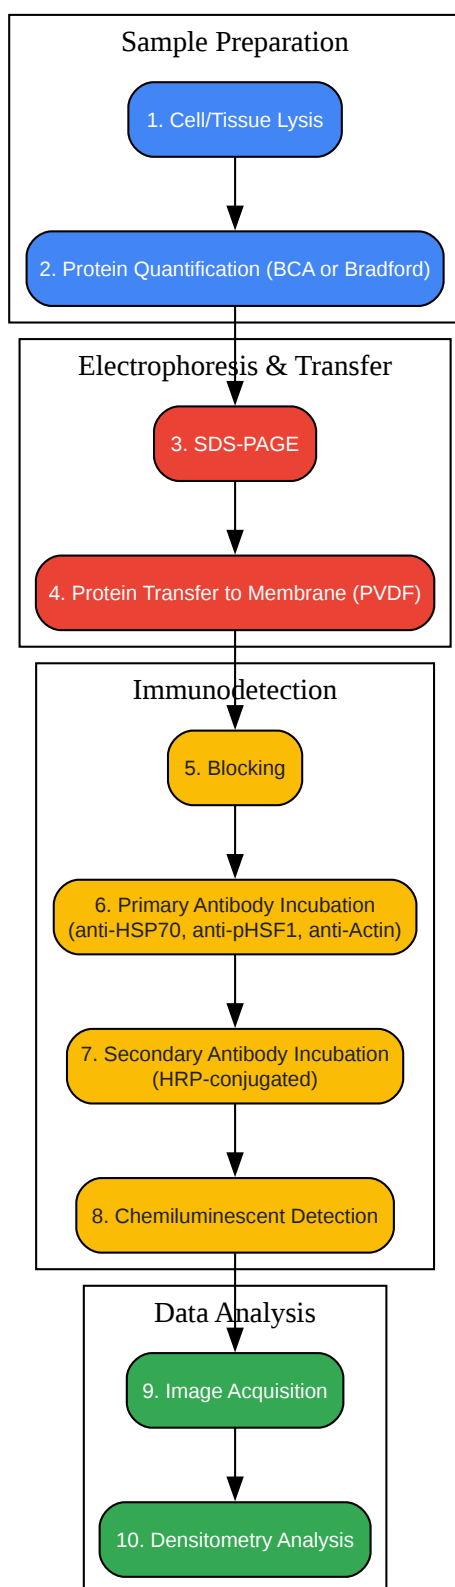 Sample Preparation
1. Cell/Tissue Lysis
2. Protein Quantification (BCA or Bradford)
Electrophoresis & Transfer
3. SDS-PAGE
4. Protein Transfer to Membrane (PVDF)
Immunodetection
5. Blocking
6. Primary Antibody Incubation
(anti-HSP70, anti-pHSF1, anti-Actin)
7. Secondary Antibody Incubation
(HRP-conjugated)
8. Chemiluminescent Detection
Data Analysis
9. Image Acquisition
10. Densitometry Analysis